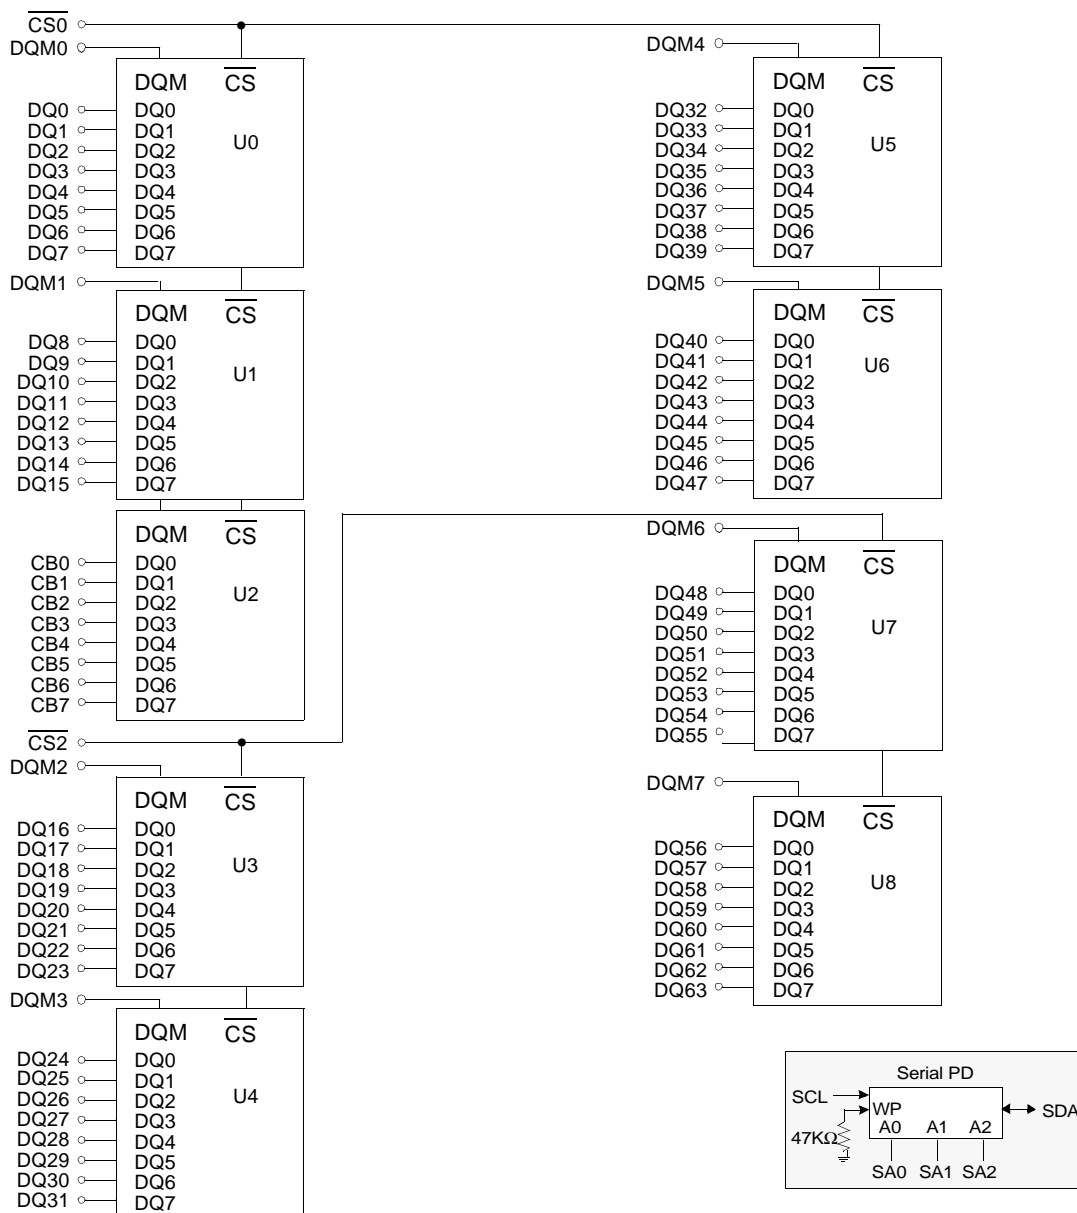 CS0
DQM0
DQM CS
DQ0 DQ0
DQ1 DQ1
DQ2 DQ2
DQ3 DQ3
DQ4 DQ4
DQ5 DQ5
DQ6 DQ6
DQ7 DQ7
U0
DQM1
DQM CS
DQ8 DQ0
DQ9 DQ1
DQ10 DQ2
DQ11 DQ3
DQ12 DQ4
DQ13 DQ5
DQ14 DQ6
DQ15 DQ7
U1
DQM CS
CB0 DQ0
CB1 DQ1
CB2 DQ2
CB3 DQ3
CB4 DQ4
CB5 DQ5
CB6 DQ6
CB7 DQ7
U2
CS2
DQM2
DQM CS
DQ16 DQ0
DQ17 DQ1
DQ18 DQ2
DQ19 DQ3
DQ20 DQ4
DQ21 DQ5
DQ22 DQ6
DQ23 DQ7
U3
DQM3
DQM CS
DQ24 DQ0
DQ25 DQ1
DQ26 DQ2
DQ27 DQ3
DQ28 DQ4
DQ29 DQ5
DQ30 DQ6
DQ31 DQ7
U4
DQM4
DQM CS
DQ32 DQ0
DQ33 DQ1
DQ34 DQ2
DQ35 DQ3
DQ36 DQ4
DQ37 DQ5
DQ38 DQ6
DQ39 DQ7
U5
DQM5
DQM CS
DQ40 DQ0
DQ41 DQ1
DQ42 DQ2
DQ43 DQ3
DQ44 DQ4
DQ45 DQ5
DQ46 DQ6
DQ47 DQ7
U6
DQM6
DQM CS
DQ48 DQ0
DQ49 DQ1
DQ50 DQ2
DQ51 DQ3
DQ52 DQ4
DQ53 DQ5
DQ54 DQ6
DQ55 DQ7
U7
DQM7
DQM CS
DQ56 DQ0
DQ57 DQ1
DQ58 DQ2
DQ59 DQ3
DQ60 DQ4
DQ61 DQ5
DQ62 DQ6
DQ63 DQ7
U8
Serial PD
SCL
WP
SDA
A0 A1 A2
47KΩ
SA0 SA1 SA2